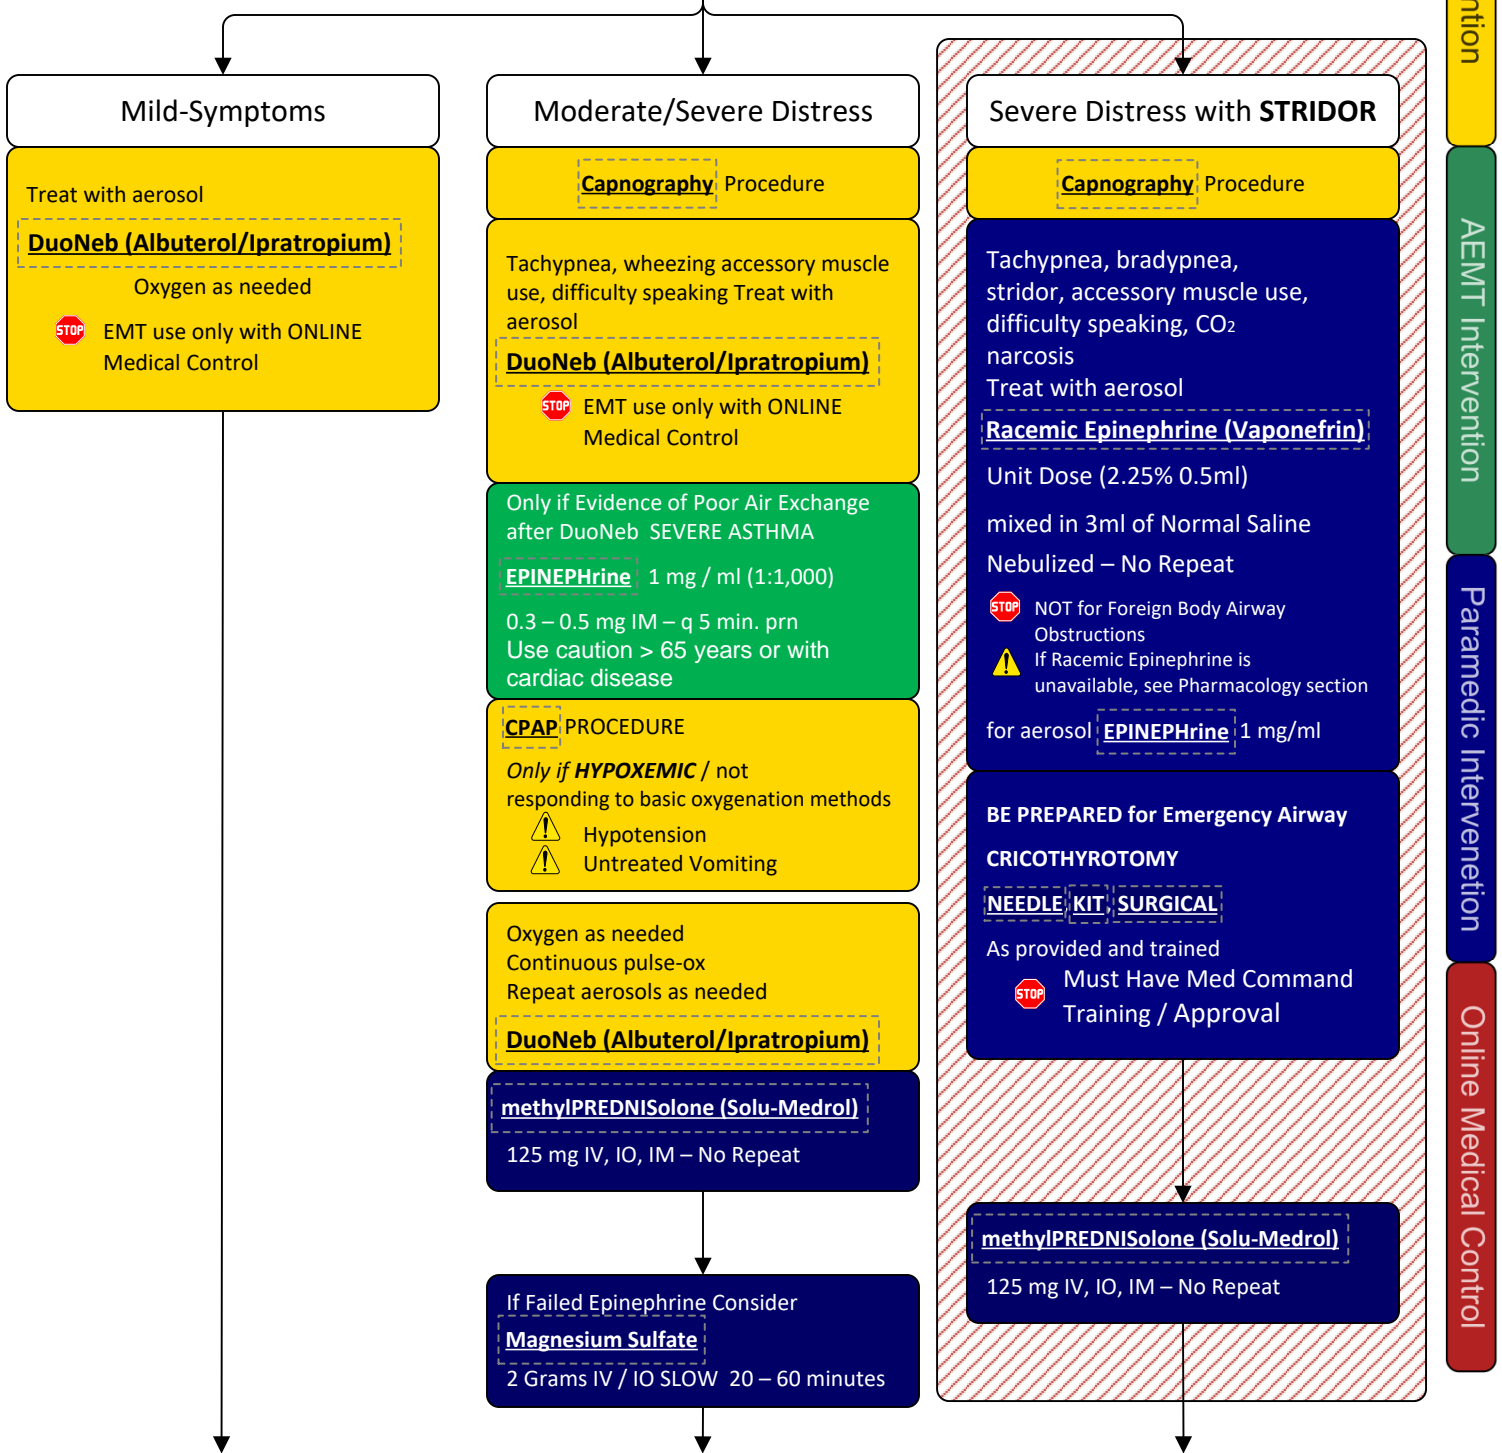 Mild-Symptoms
Treat with aerosol
DuoNeb (Albuterol/Ipratropium)
Oxygen as needed
STOP
EMT use only with ONLINE
Medical Control
Moderate/Severe Distress
Capnography Procedure
Tachypnea, wheezing accessory muscle
use, difficulty speaking Treat with
aerosol
DuoNeb (Albuterol/Ipratropium)
STOP
EMT use only with ONLINE
Medical Control
Only if Evidence of Poor Air Exchange
after DuoNeb SEVERE ASTHMA
EPINEPHrine 1 mg / ml (1:1,000)
0.3 – 0.5 mg IM – q 5 min. prn
Use caution > 65 years or with
cardiac disease
CPAP PROCEDURE
Only if HYPOXEMIC / not
responding to basic oxygenation methods
Hypotension
Untreated Vomiting
Oxygen as needed
Continuous pulse-ox
Repeat aerosols as needed
DuoNeb (Albuterol/Ipratropium)
methylPREDNISolone (Solu-Medrol)
125 mg IV, IO, IM – No Repeat
If Failed Epinephrine Consider
Magnesium Sulfate
2 Grams IV / IO SLOW 20 – 60 minutes
Severe Distress with STRIDOR
Capnography Procedure
Tachypnea, bradypnea,
stridor, accessory muscle use,
difficulty speaking, CO2
narcosis
Treat with aerosol
Racemic Epinephrine (Vaponefrin)
Unit Dose (2.25% 0.5ml)
mixed in 3ml of Normal Saline
Nebulized – No Repeat
STOP
NOT for Foreign Body Airway
Obstructions
If Racemic Epinephrine is
unavailable, see Pharmacology section
for aerosol EPINEPHrine 1 mg/ml
BE PREPARED for Emergency Airway
CRICOTHYROTOMY
NEEDLE, KIT, SURGICAL
As provided and trained
STOP
Must Have Med Command
Training / Approval
methylPREDNISolone (Solu-Medrol)
125 mg IV, IO, IM – No Repeat
ntion
AEMT Intervention
Paramedic Intervenetion
Online Medical Control